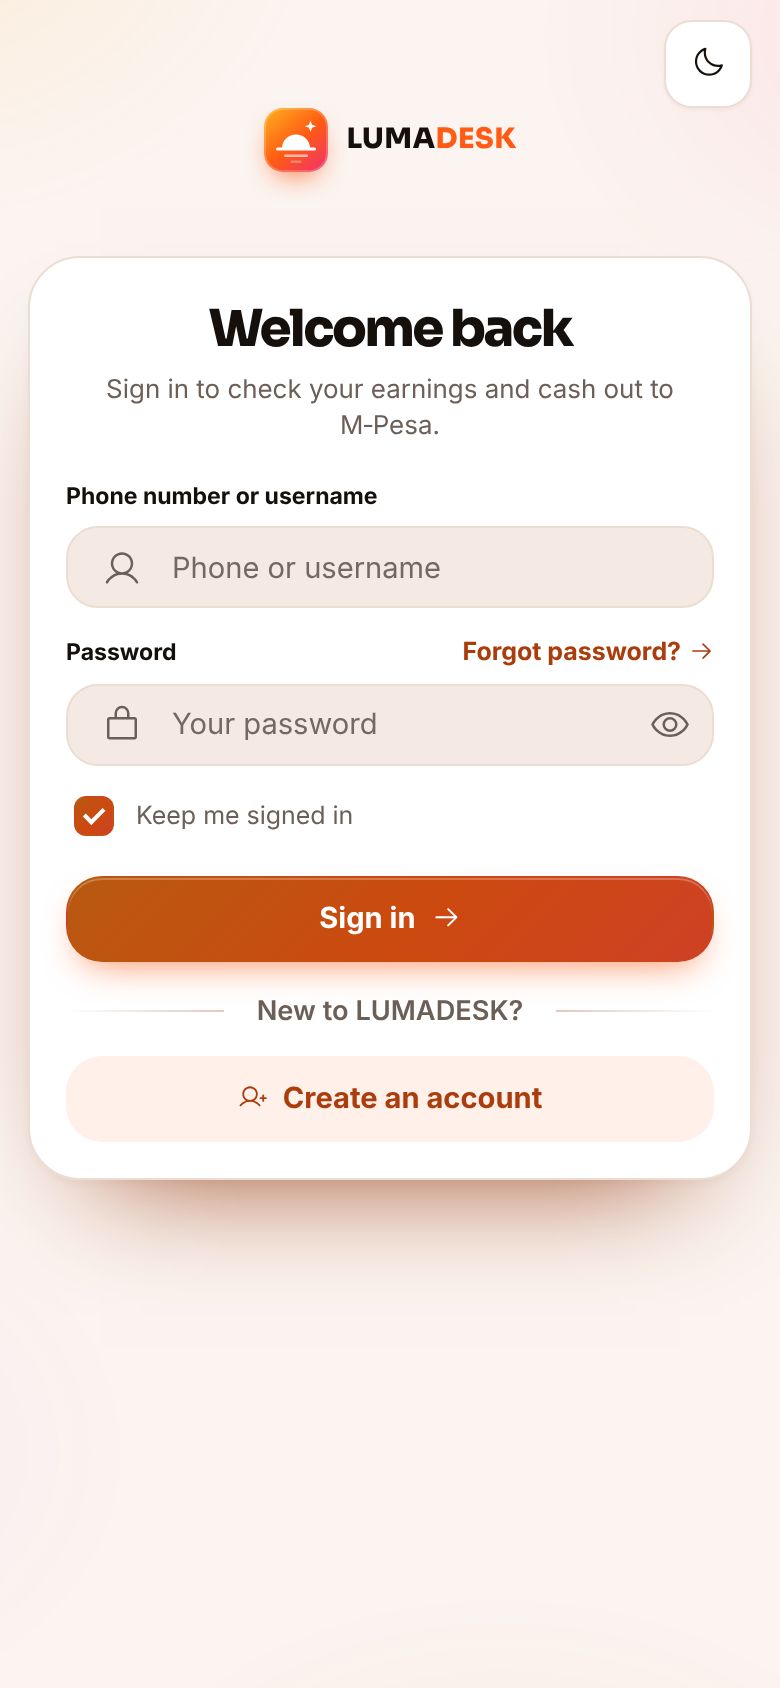 LUMADESK
Welcome back
Sign in to check your earnings and cash out to
M-Pesa.
Phone number or username
Phone or username
Password
Forgot password?
Your password
Keep me signed in
Sign in
New to LUMADESK?
Create an account